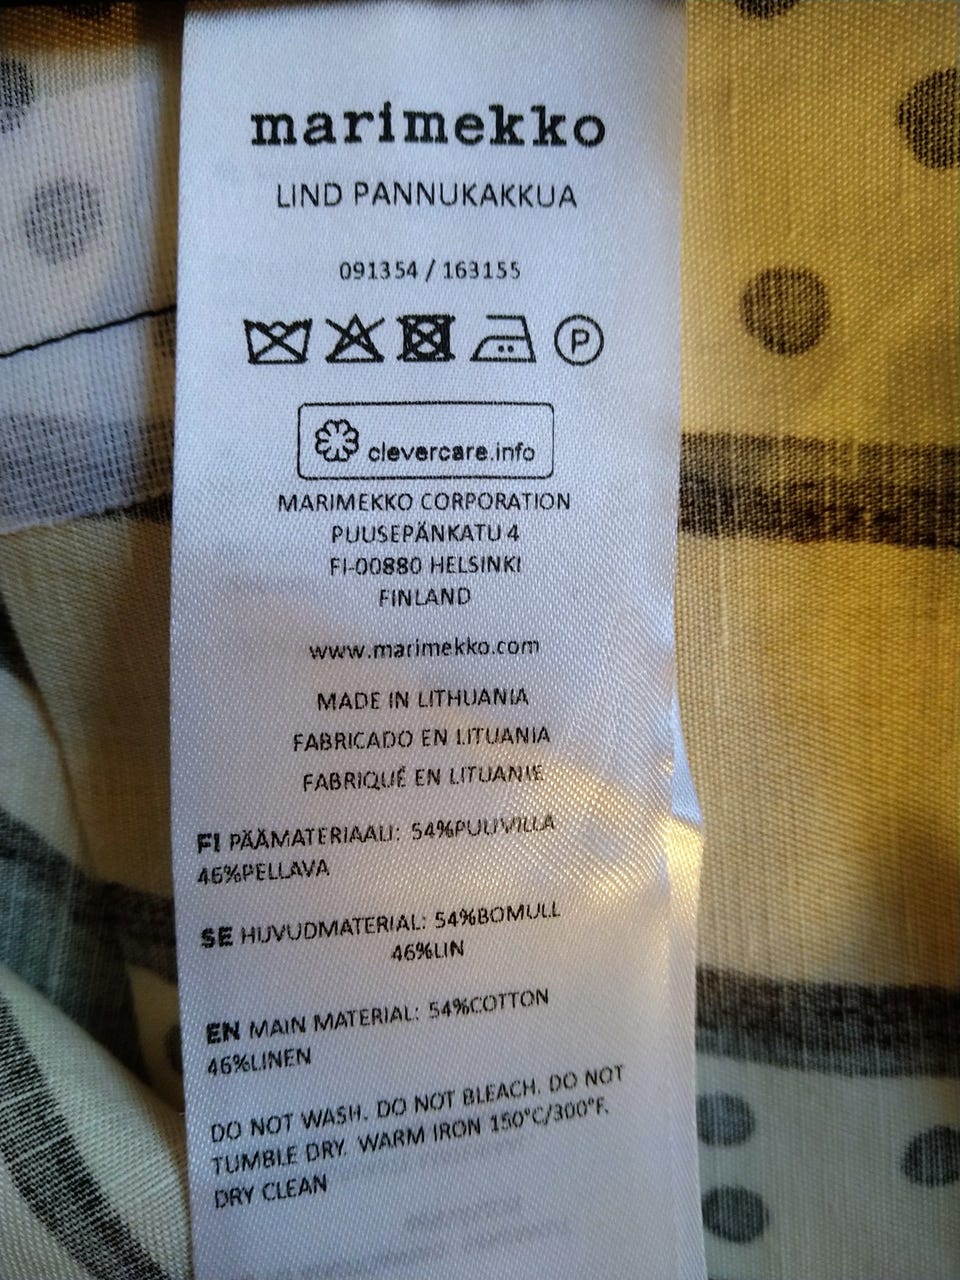 marimekko
LIND PANNUKAKKUA
091354 / 163155
P
clevercare.info
MARIMEKKO CORPORATION
PUUSEPÄNKATU 4
FI-00880 HELSINKI
FINLAND
www.marimekko.com
MADE IN LITHUANIA
FABRICADO EN LITUANIA
FABRIQUÉ EN LITUANIE
FI PÄÄMATERIAALI: 54%PUUVILLA
46%PELLAVA
SE HUVUDMATERIAL: 54%BOMULL
46%LIN
EN MAIN MATERIAL: 54%COTTON
46%LINEN
DO NOT WASH. DO NOT BLEACH. DO NOT
TUMBLE DRY. WARM IRON 150°C/300°F.
DRY CLEAN